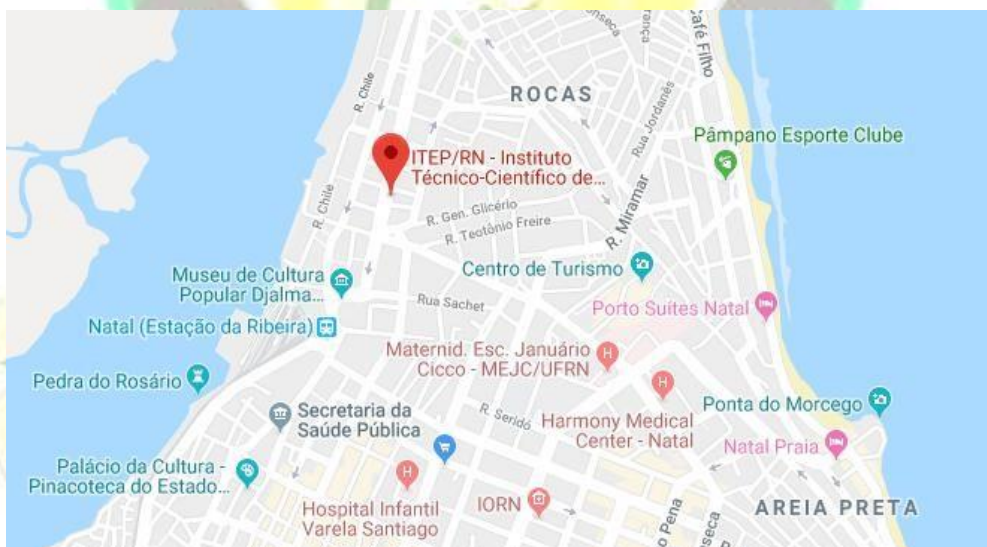 R. Chile
ROCAS
Café Filho
Rua Jordanês
Pâmpano Esporte Clube
ITEP/RN - Instituto
Técnico-Científico de...
R. Chile
R. Gen. Glicério
R. Teotônio Freire
R. Miramar
Museu de Cultura
Popular Djalma...
Centro de Turismo
Rua Sachet
Porto Suítes Natal
Natal (Estação da Ribeira)
Maternid. Esc. Januário
Cicco - MEJC/UFRN
Pedra do Rosário
Harmony Medical
Center - Natal
Ponta do Morcego
Secretaria da
Saúde Pública
R. Seridó
Natal Praia
Palácio da Cultura -
Pinacoteca do Estado...
Hospital Infantil
Varela Santiago
IORN
AREIA PRETA
o Pena
onseca